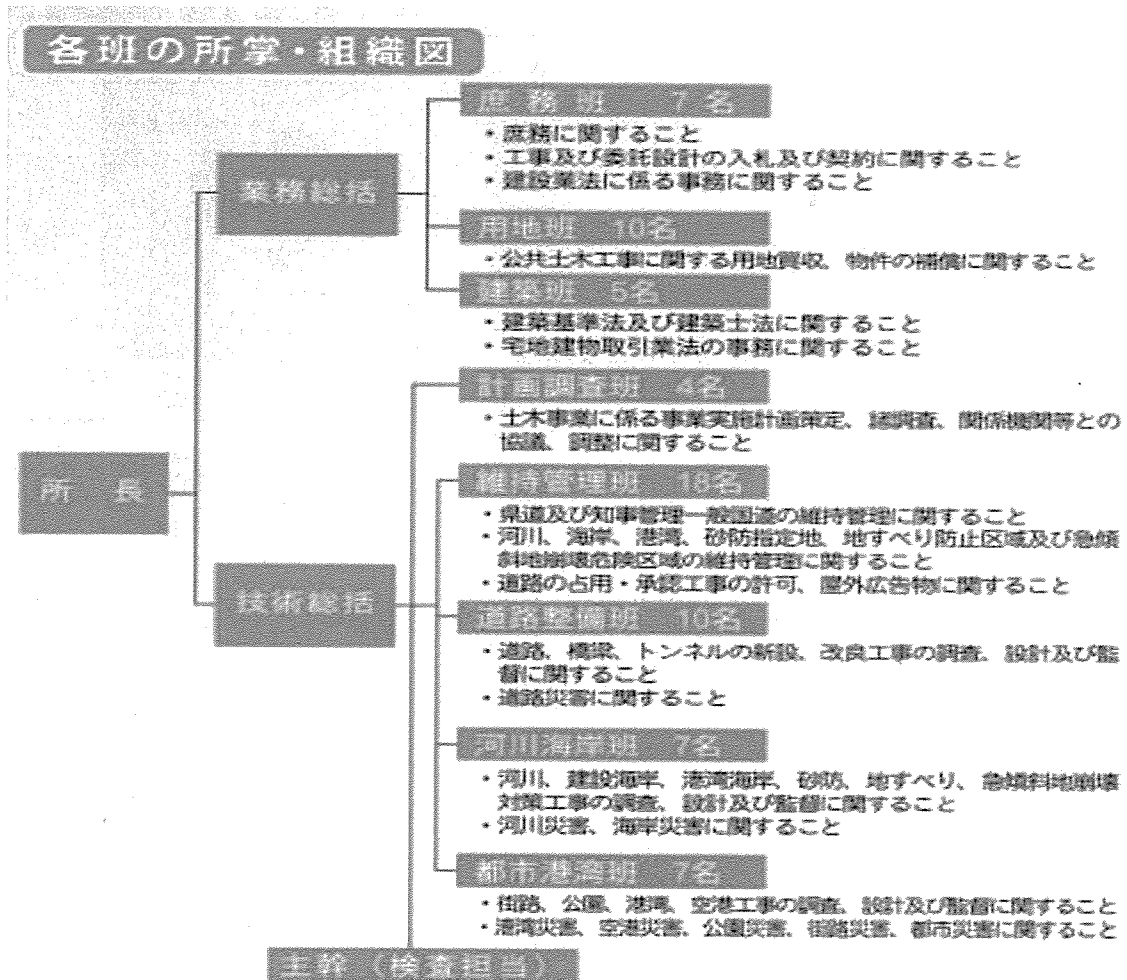 各班の所掌・組織図
庶務班 7名
・庶務に関すること
・工事及び委託設計の入札及び契約に関すること
・建設業法に係る事務に関すること
業務総括
用地班 10名
・公共土木工事に関する用地買収、物件の補償に関すること
建築班 5名
・建築基準法及び建築士法に関すること
・宅地建物取引業法の事務に関すること
計画調査班 4名
・土木事業に係る事業実施計画策定、諸調査、関係機関等との
協議、調整に関すること
所長
維持管理班
・県道及び知事管理一般国道の維持管理に関すること
・河川、海岸、港湾、砂防指定地、地すべり防止区域及び急傾
斜地崩壊危険区域の維持管理に関すること
・道路の占用・承認工事の許可、屋外広告物に関すること
技術総括
道路整備班 10名
・道路、橋梁、トンネルの新設、改良工事の調査、設計及び監
督に関すること
・道路災害に関すること
河川海岸班 7名
・河川、建設海岸、港湾海岸、砂防、地すべり、急傾斜地崩壊
対策工事の調査、設計及び監督に関すること
・河川災害、海岸災害に関すること
都市港湾班 7名
・街路、公園、港湾、空港工事の調査、設計及び監督に関すること
・港湾災害、空港災害、公園災害、街路災害、都市災害に関すること
主幹（検査担当）